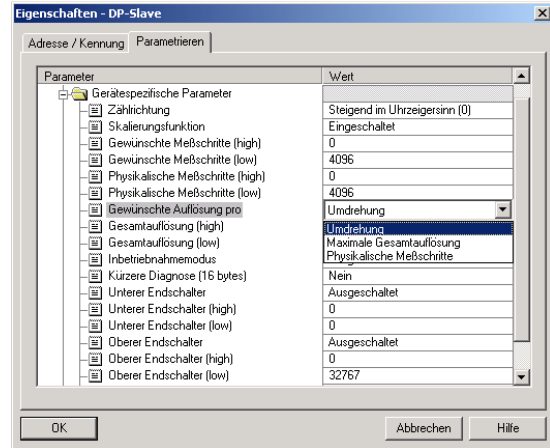 Eigenschaften - DP-Slave
Adresse / Kennung Parametrieren
Parameter Wert
Gerätespezifische Parameter
Zählrichtung Steigend im Uhrzeigersinn (0)
Skalierungsfunktion Eingeschaltet
Gewünschte Meßschritte (high) 0
Gewünschte Meßschritte (low) 4096
Physikalische Meßschritte (high) 0
Physikalische Meßschritte (low) 4096
Gewünschte Auflösung pro Umdrehung
Gesamtauflösung (high) Umdrehung
Gesamtauflösung (low) Maximale Gesamtauflösung
Inbetriebnahmemodus Physikalische Meßschritte
Kürzere Diagnose (16 bytes) Nein
Unterer Endschalter Ausgeschaltet
Unterer Endschalter (high) 0
Unterer Endschalter (low) 0
Oberer Endschalter Ausgeschaltet
Oberer Endschalter (high) 0
Oberer Endschalter (low) 32767
OK Abbrechen Hilfe